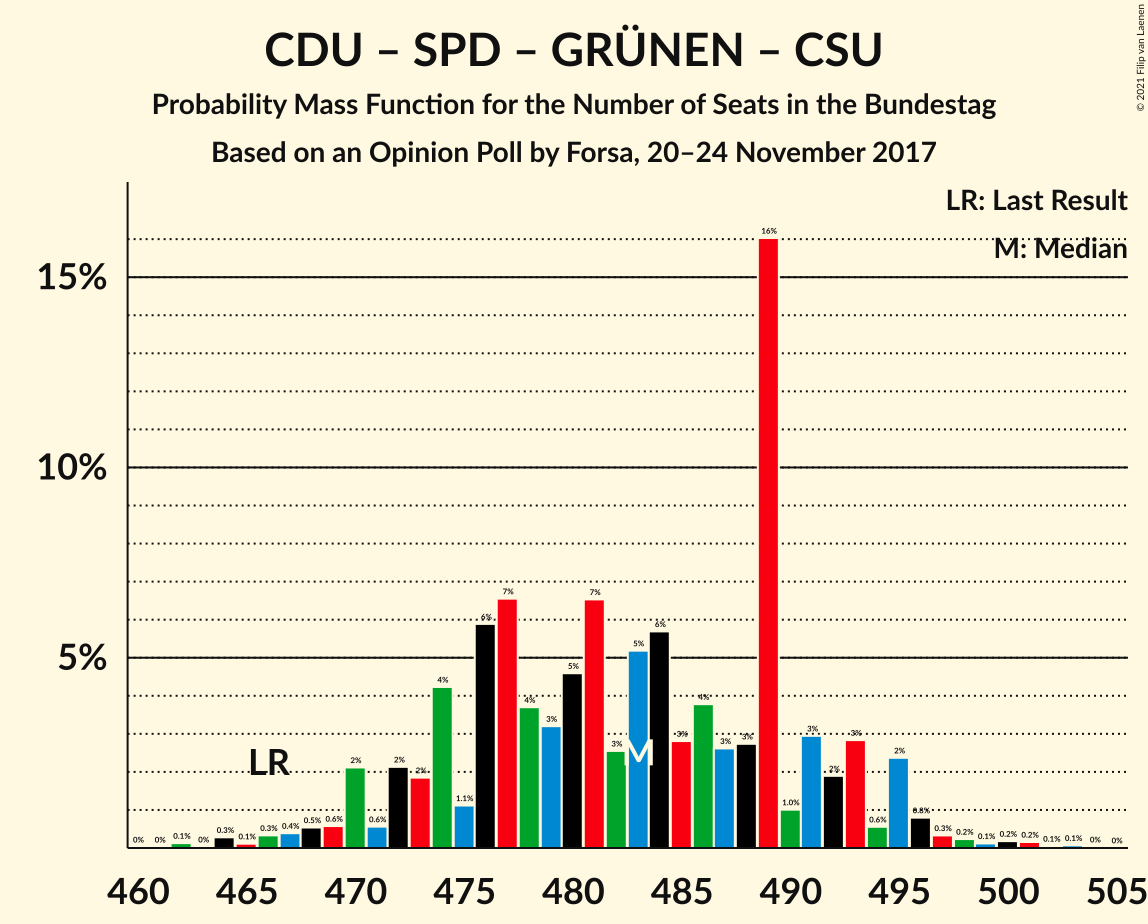 CDU – SPD – GRÜNEN – CSU
Probability Mass Function for the Number of Seats in the Bundestag
Based on an Opinion Poll by Forsa, 20–24 November 2017
© 2021 Filip van Laenen
LR: Last Result
M: Median
15%
10%
5%
0% 0% 0.1% 0% 0.3% 0.1% 0.3% 0.4% 0.5% 0.6% 2% 0.6% 2% 2% 4% 1.1% 6% 7% 4% 3% 5% 7% 3% 5% 6% 3% 4% 3% 3% 16% 1.0% 3% 2% 3% 0.6% 2% 0.8% 0.3% 0.2% 0.1% 0.2% 0.2% 0.1% 0.1% 0% 0%
LR
M
460 465 470 475 480 485 490 495 500 505